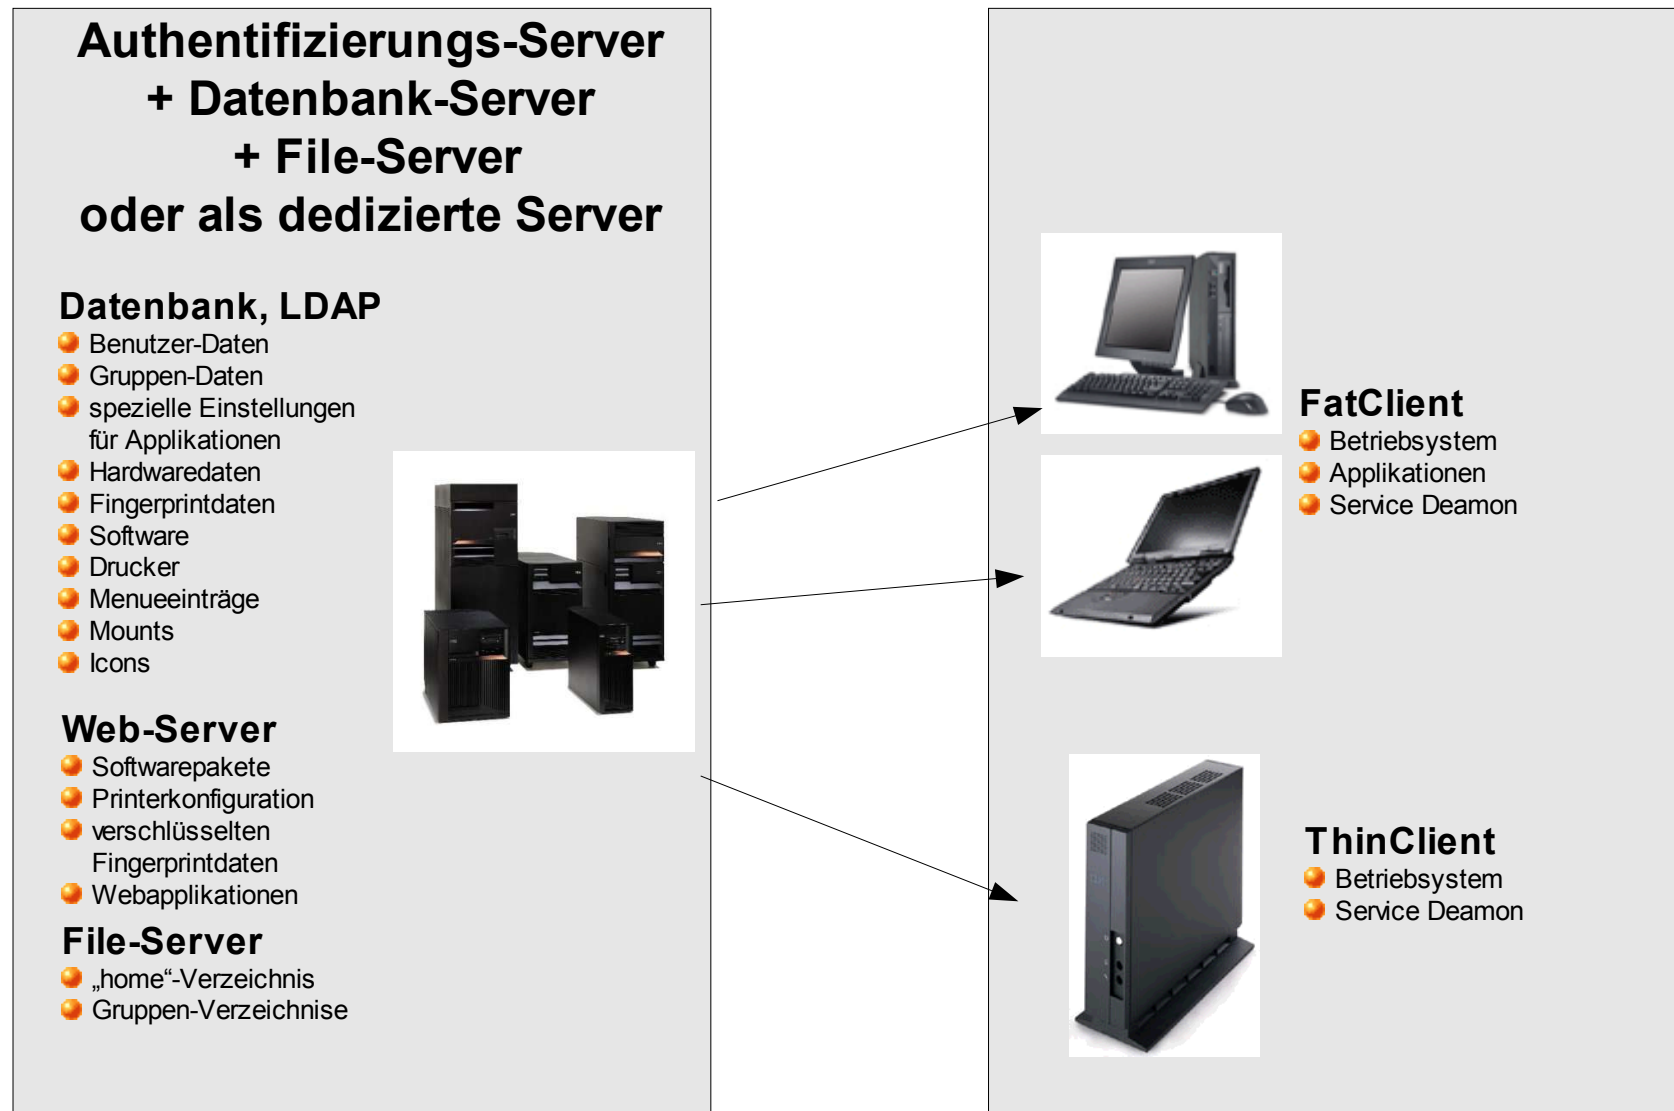 Authentifizierungs-Server
+ Datenbank-Server
+ File-Server
oder als dedizierte Server
Datenbank, LDAP
Benutzer-Daten
Gruppen-Daten
spezielle Einstellungen
für Applikationen
Hardwaredaten
Fingerprintdaten
Software
Drucker
Menueeinträge
Mounts
Icons
Web-Server
Softwarepakete
Printerkonfiguration
verschlüsselten
Fingerprintdaten
Webapplikationen
File-Server
„home“-Verzeichnis
Gruppen-Verzeichnise
FatClient
Betriebsystem
Applikationen
Service Deamon
ThinClient
Betriebsystem
Service Deamon